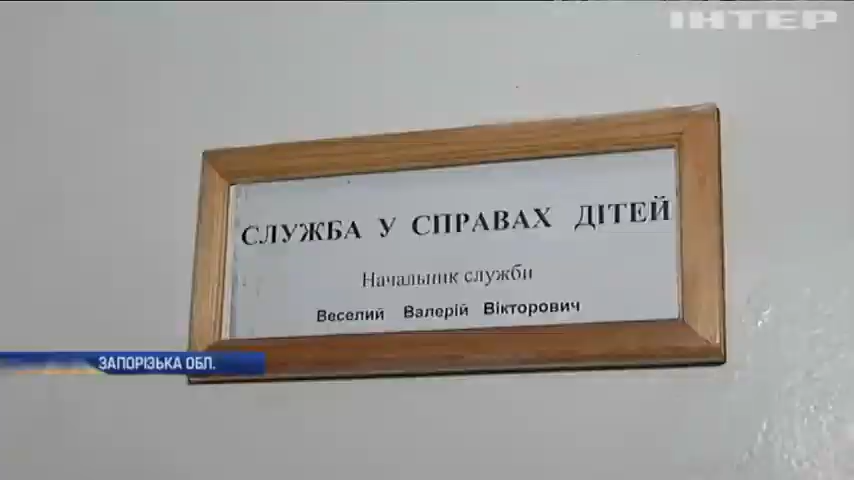 ІНТЕР
СЛУЖБА У СПРАВАХ ДІТЕЙ
Начальник служби
Веселий Валерій Вікторович
ЗАПОРІЗЬКА ОБЛ.